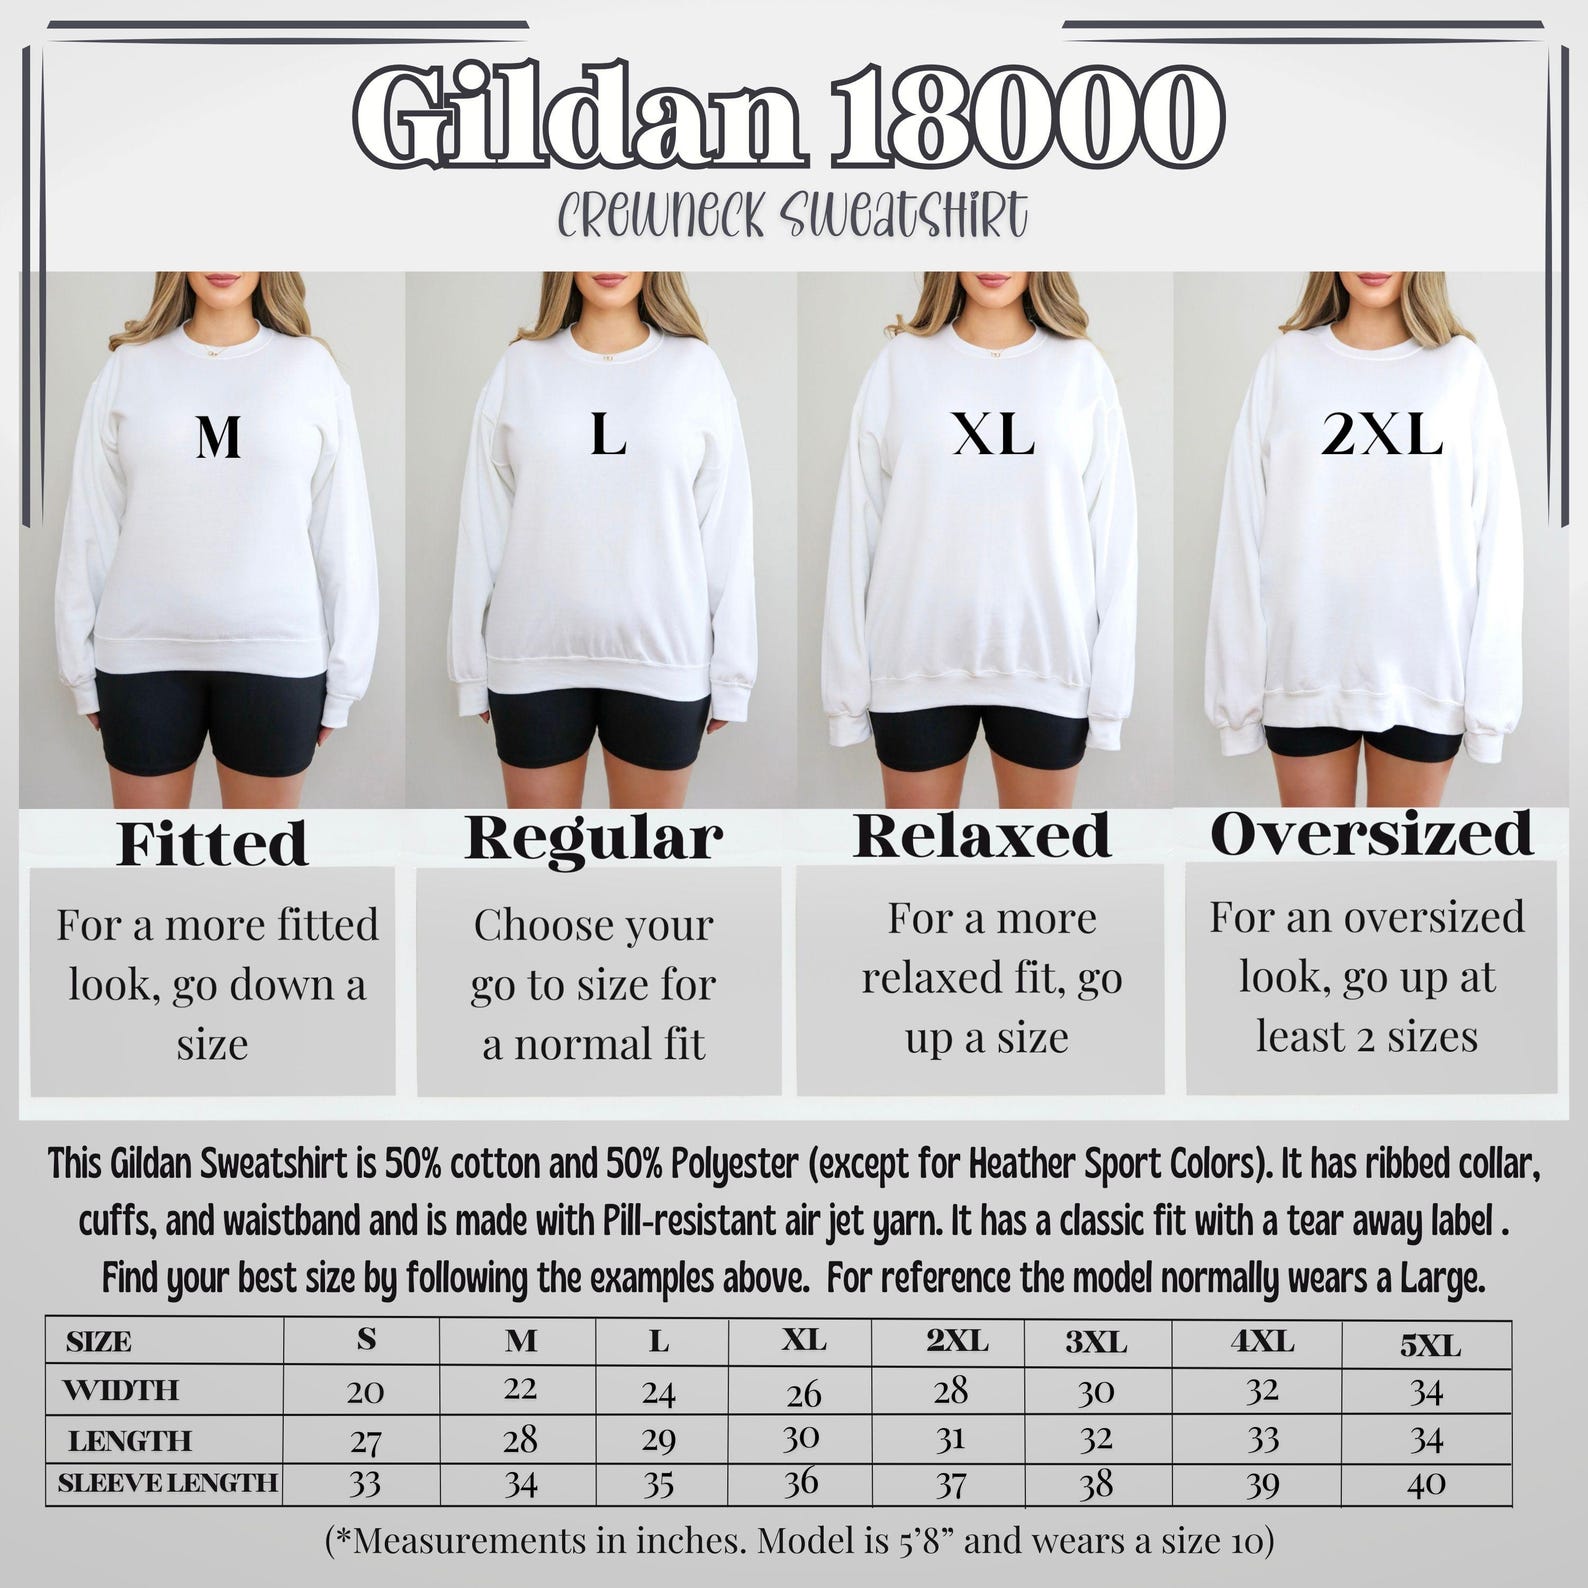 Gildan 18000
CREWNECK SWEATSHIRT
M
L
XL
2XL
Fitted
Regular
Relaxed
Oversized
For a more fitted
look, go down a
size
Choose your
go to size for
a normal fit
For a more
relaxed fit, go
up a size
For an oversized
look, go up at
least 2 sizes
This Gildan Sweatshirt is 50% cotton and 50% Polyester (except for Heather Sport Colors). It has ribbed collar,
cuffs, and waistband and is made with Pill-resistant air jet yarn. It has a classic fit with a tear away label .
Find your best size by following the examples above. For reference the model normally wears a Large.
SIZE S M L XL 2XL 3XL 4XL 5XL
WIDTH 20 22 24 26 28 30 32 34
LENGTH 27 28 29 30 31 32 33 34
SLEEVE LENGTH 33 34 35 36 37 38 39 40
(*Measurements in inches. Model is 5'8" and wears a size 10)